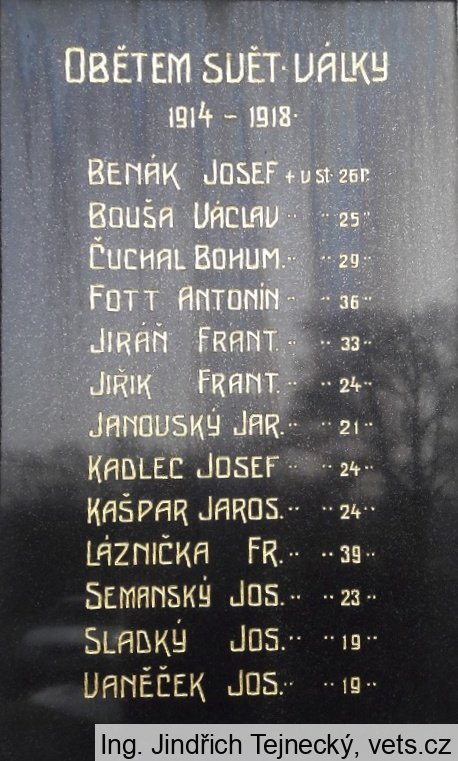 OBĚTEM SVĚT. VÁLKY
1914 – 1918.
BENÁK JOSEF + V ST. 26 r.
BOUŠA VÁCLAV " " 25 "
ČUCHAL BOHUM. " " 29 "
FOTT ANTONÍN " " 36 "
JIRÁŇ FRANT. " " 33 "
JIŘIK FRANT. " " 24 "
JANOVSKÝ JAR. " " 21 "
KADLEC JOSEF " " 24 "
KAŠPAR JAROS. " " 24 "
LÁZNIČKA FR. " " 39 "
SEMANSKÝ JOS. " " 23 "
SLADKÝ JOS. " " 19 "
VANĚČEK JOS. " " 19 "
Ing. Jindřich Tejnecký, vets.cz